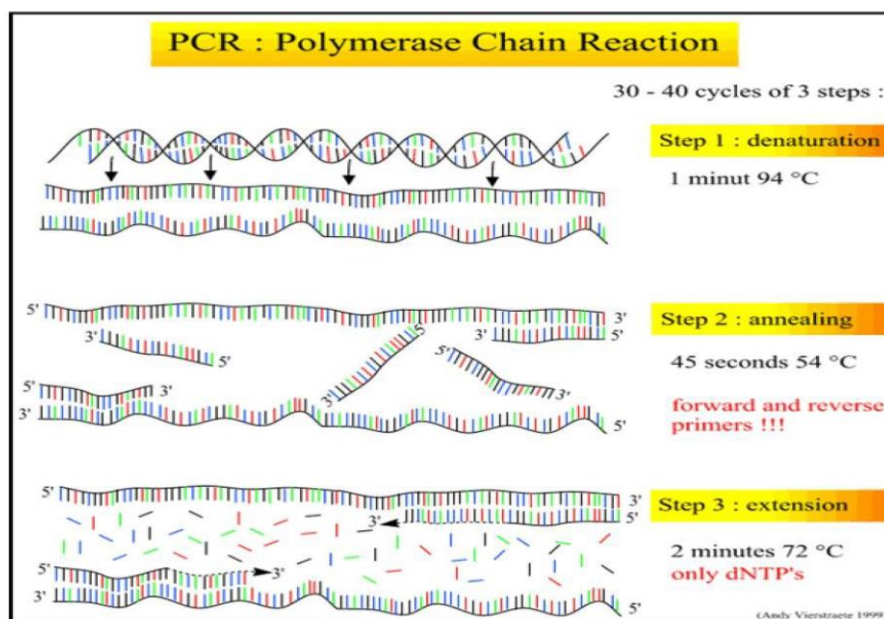 PCR : Polymerase Chain Reaction
30 - 40 cycles of 3 steps :
Step 1 : denaturation
1 minut 94 °C
5'
3'
3'
5'
5'
3'
5'
5'
3'
3'
5'
3'
3'
5'
Step 2 : annealing
45 seconds 54 °C
forward and reverse
primers !!!
5'
3'
3'
5'
5'
3'
3'
5'
Step 3 : extension
2 minutes 72 °C
only dNTP's
(Andy Vierstraete 1999